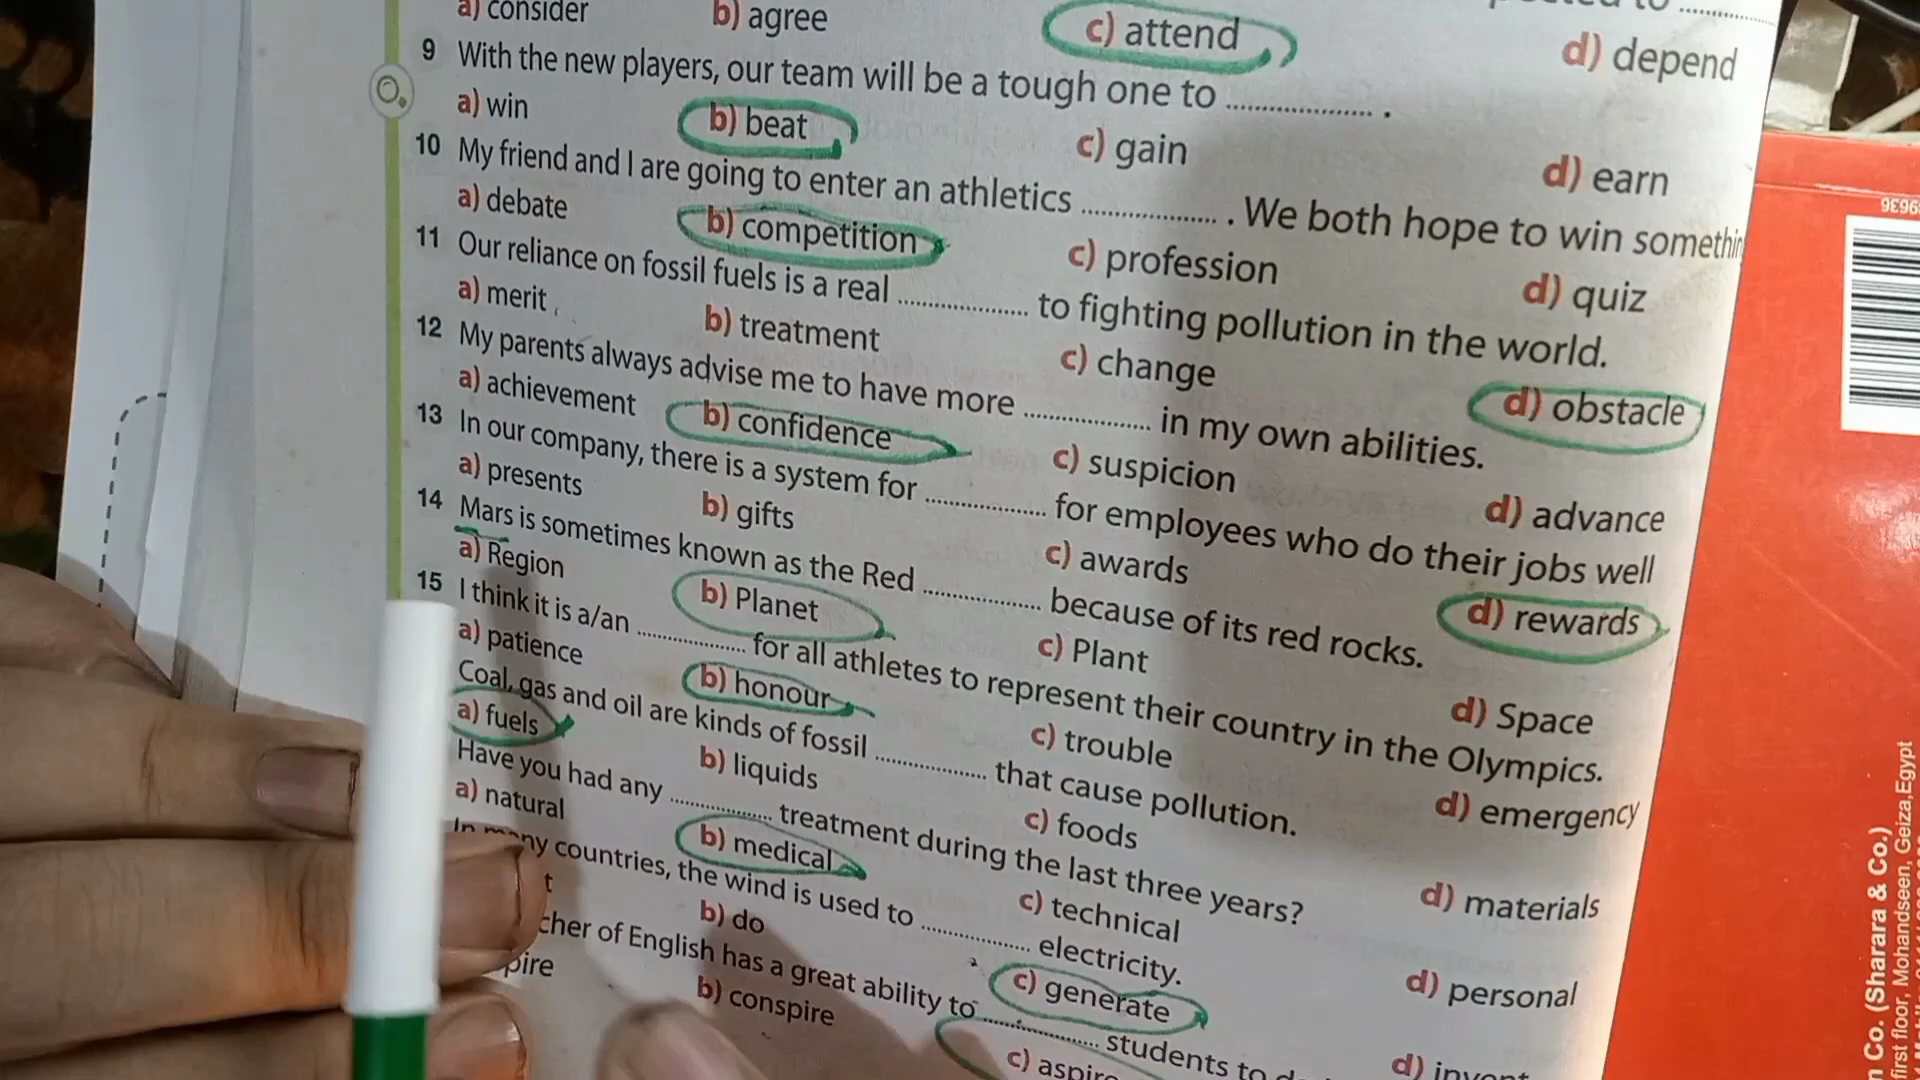 a) consider b) agree c) attend d) depend
9 With the new players, our team will be a tough one to .................... .
a) win b) beat c) gain d) earn
10 My friend and I are going to enter an athletics .................... . We both hope to win
a) debate b) competition c) profession d) quiz
11 Our reliance on fossil fuels is a real .................... to fighting pollution in the world.
a) merit b) treatment c) change d) obstacle
12 My parents always advise me to have more .................... in my own abilities.
a) achievement b) confidence c) suspicion d) advance
13 In our company, there is a system for .................... for employees who do their jobs well
a) presents b) gifts c) awards d) rewards
14 Mars is sometimes known as the Red .................... because of its red rocks.
a) Region b) Planet c) Plant d) Space
15 I think it is a/an .................... for all athletes to represent their country in the Olympics.
a) patience b) honour c) trouble d) emergency
Coal, gas and oil are kinds of fossil .................... that cause pollution.
a) fuels b) liquids c) foods d) materials
Have you had any .................... treatment during the last three years?
a) natural b) medical c) technical d) personal
In many countries, the wind is used to .................... electricity.
b) do c) generate
of English has a great ability to .................... students to
b) conspire c)
Co. (Sharara & Co.)
first floor, Mohandseen, Geiza,Egypt